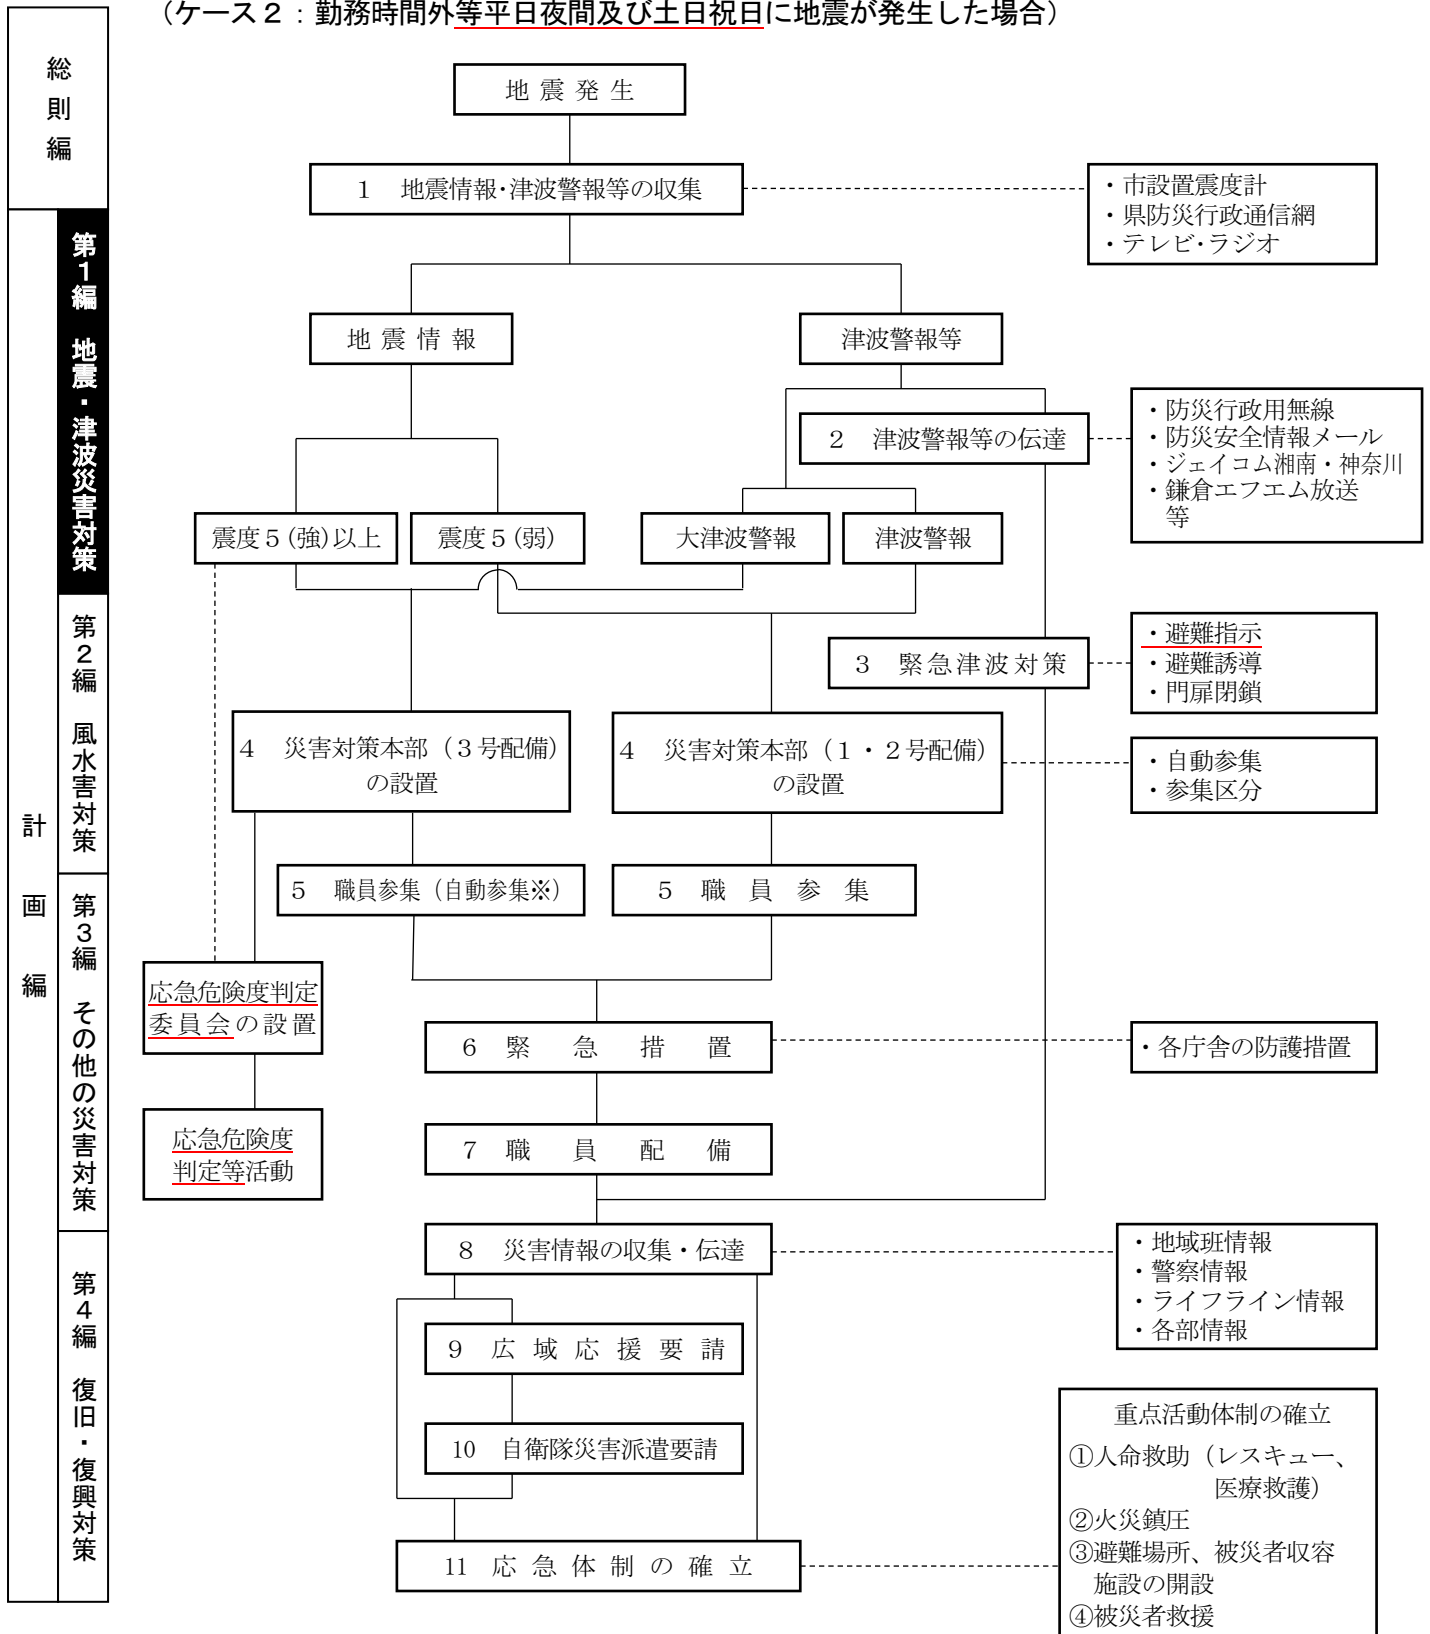 （ケース２：勤務時間外等平日夜間及び土日祝日に地震が発生した場合）
総則編
計画編
第１編　地震・津波災害対策
第２編　風水害対策
第３編　その他の災害対策
第４編　復旧・復興対策
地震発生
１　地震情報･津波警報等の収集
・市設置震度計
・県防災行政通信網
・テレビ･ラジオ
地震情報
津波警報等
２　津波警報等の伝達
・防災行政用無線
・防災安全情報メール
・ジェイコム湘南・神奈川
・鎌倉エフエム放送
等
震度５(強)以上
震度５(弱)
大津波警報
津波警報
３　緊急津波対策
・避難指示
・避難誘導
・門扉閉鎖
４　災害対策本部（３号配備）
の設置
４　災害対策本部（１・２号配備）
の設置
・自動参集
・参集区分
５　職員参集（自動参集※）
５　職員参集
応急危険度判定
委員会の設置
６　緊急措置
・各庁舎の防護措置
応急危険度
判定等活動
７　職員配備
８　災害情報の収集・伝達
・地域班情報
・警察情報
・ライフライン情報
・各部情報
９　広域応援要請
10　自衛隊災害派遣要請
11　応急体制の確立
重点活動体制の確立
①人命救助（レスキュー、
医療救護）
②火災鎮圧
③避難場所、被災者収容
施設の開設
④被災者救援